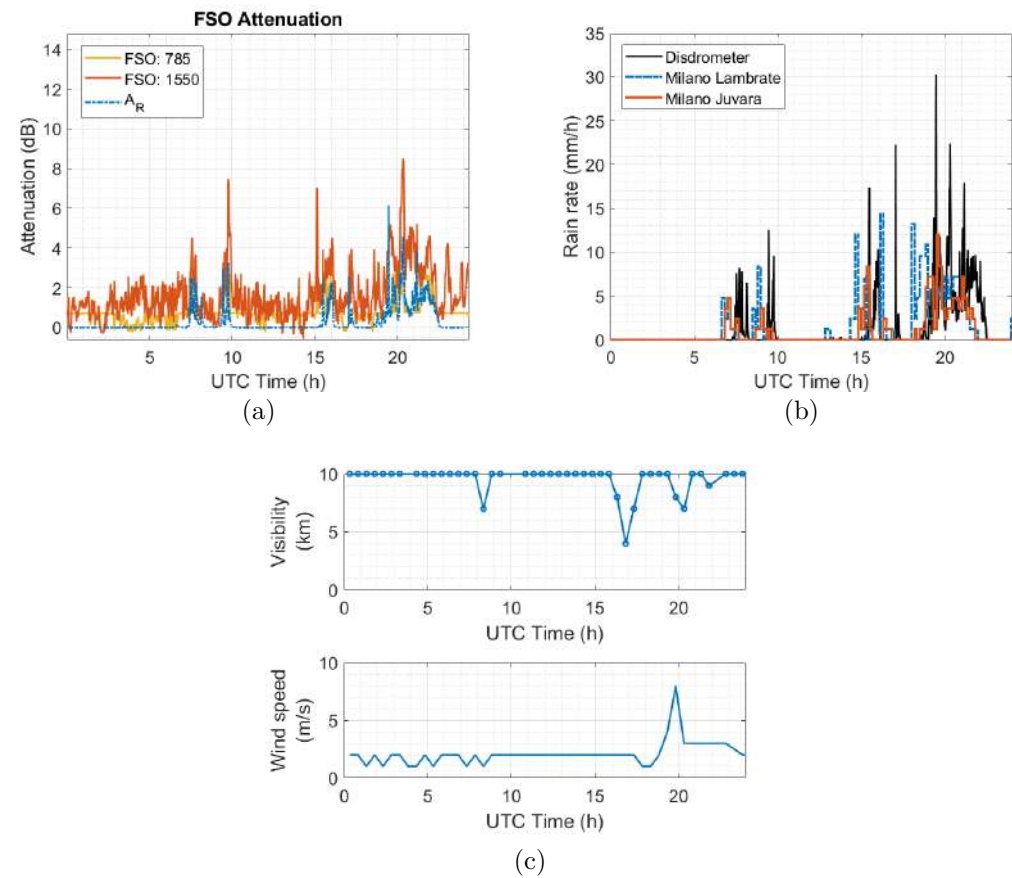 FSO Attenuation
14
12
10
8
6
4
2
0
Attenuation (dB)
FSO: 785
FSO: 1550
A_R
5
10
15
20
UTC Time (h)
(a)
35
30
25
20
15
10
5
0
Rain rate (mm/h)
Disdrometer
Milano Lambrate
Milano Juvara
0
5
10
15
20
UTC Time (h)
(b)
10
5
0
Visibility
(km)
0
5
10
15
20
UTC Time (h)
10
5
0
Wind speed
(m/s)
0
5
10
15
20
UTC Time (h)
(c)